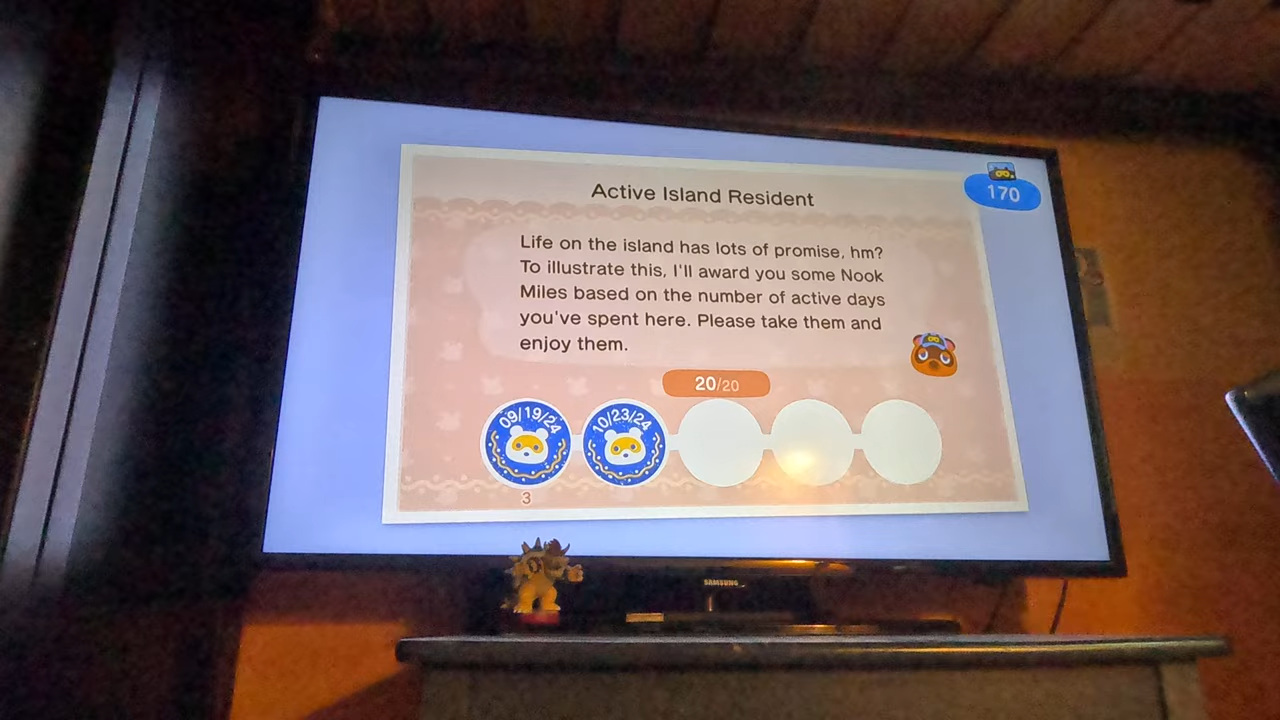 170
Active Island Resident
Life on the island has lots of promise, hm?
To illustrate this, I'll award you some Nook
Miles based on the number of active days
you've spent here. Please take them and
enjoy them.
20/20
09/19/24
10/23/24
3
SAMSUNG